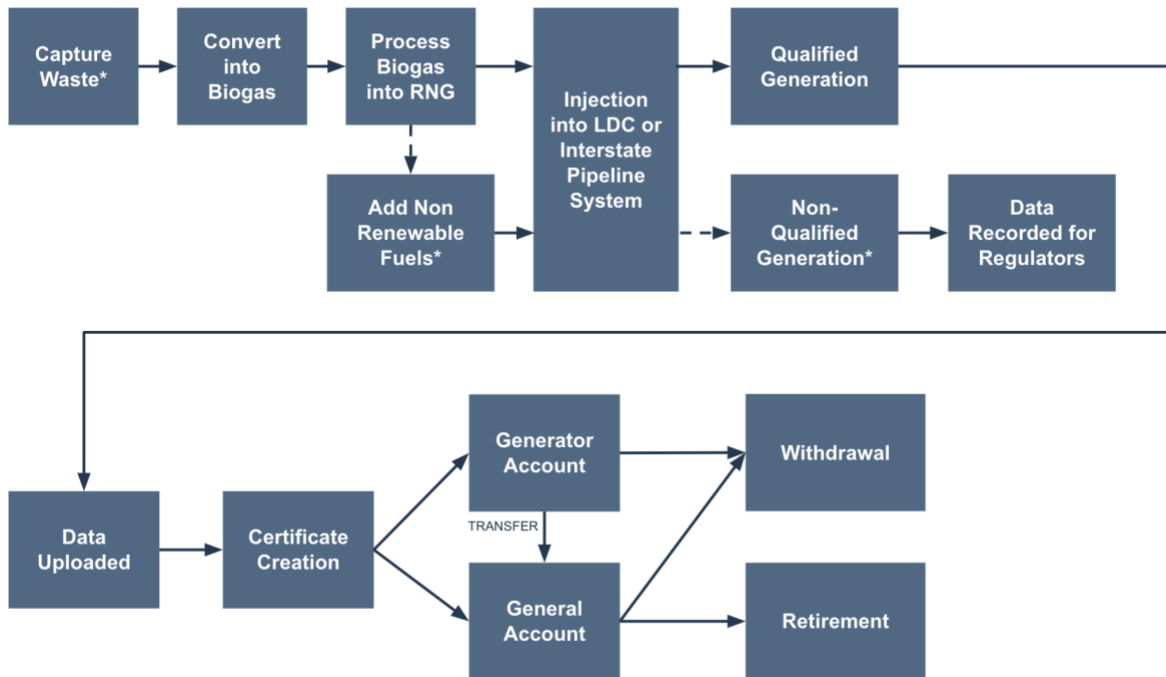 Capture
Waste*
Convert
into
Biogas
Process
Biogas
into RNG
Injection
into LDC or
Interstate
Pipeline
System
Qualified
Generation
Add Non
Renewable
Fuels*
Non-
Qualified
Generation*
Data
Recorded for
Regulators
Data
Uploaded
Certificate
Creation
Generator
Account
TRANSFER
General
Account
Withdrawal
Retirement